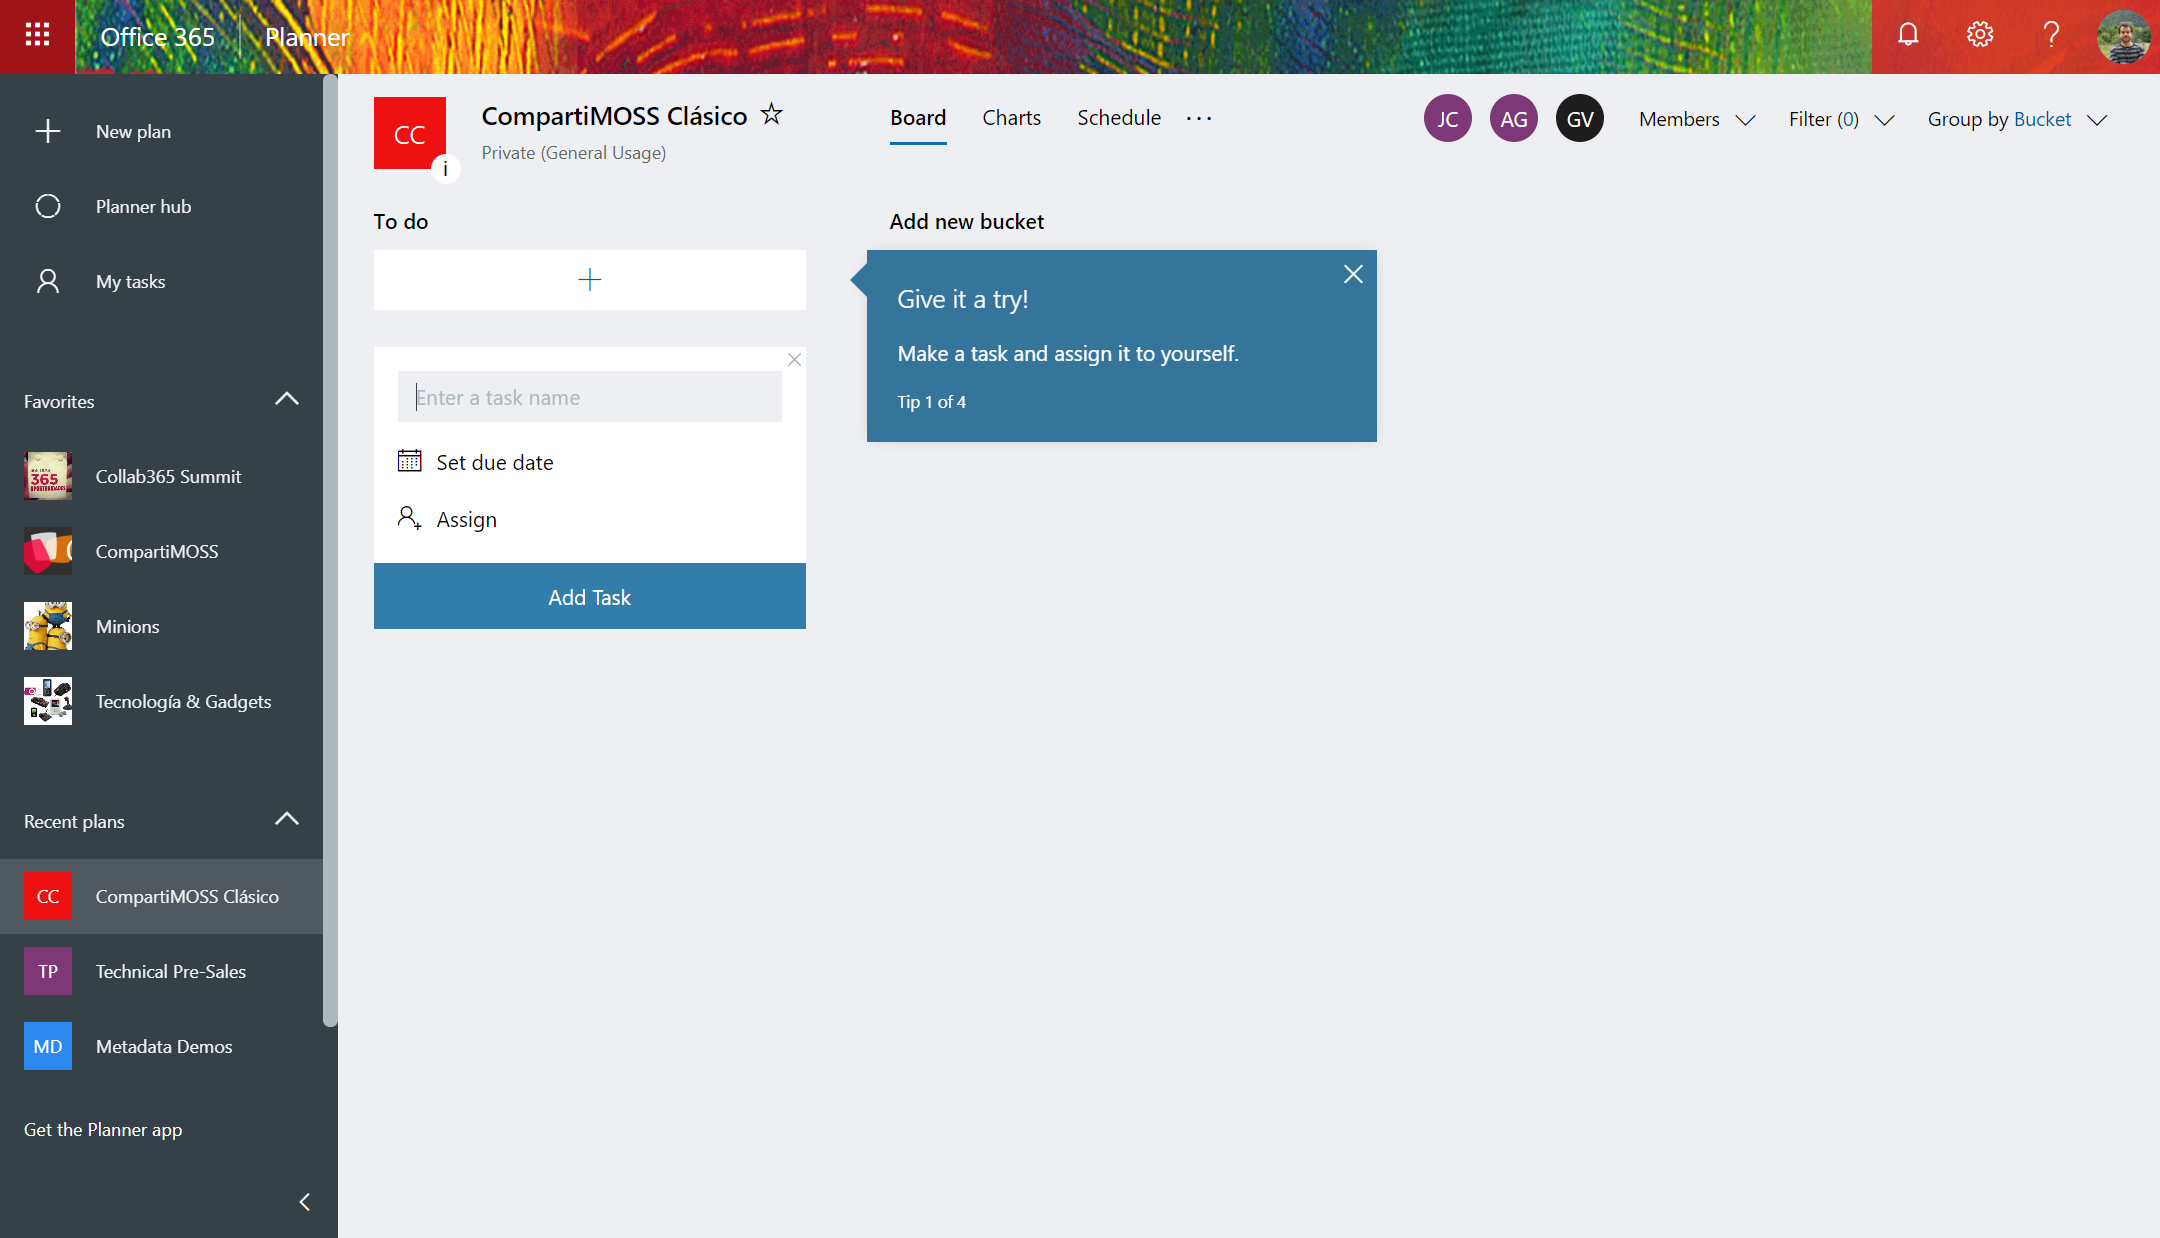 Office 365
Planner
New plan
Planner hub
My tasks
Favorites
365
OPORTUNIDADES
Collab365 Summit
CompartiMOSS
Minions
Tecnología & Gadgets
Recent plans
CC
CompartiMOSS Clásico
TP
Technical Pre-Sales
MD
Metadata Demos
Get the Planner app
CC
i
CompartiMOSS Clásico
Private (General Usage)
Board
Charts
Schedule
...
JC
AG
GV
Members
Filter (0)
Group by Bucket
To do
Enter a task name
Set due date
Assign
Add Task
Add new bucket
Give it a try!
Make a task and assign it to yourself.
Tip 1 of 4